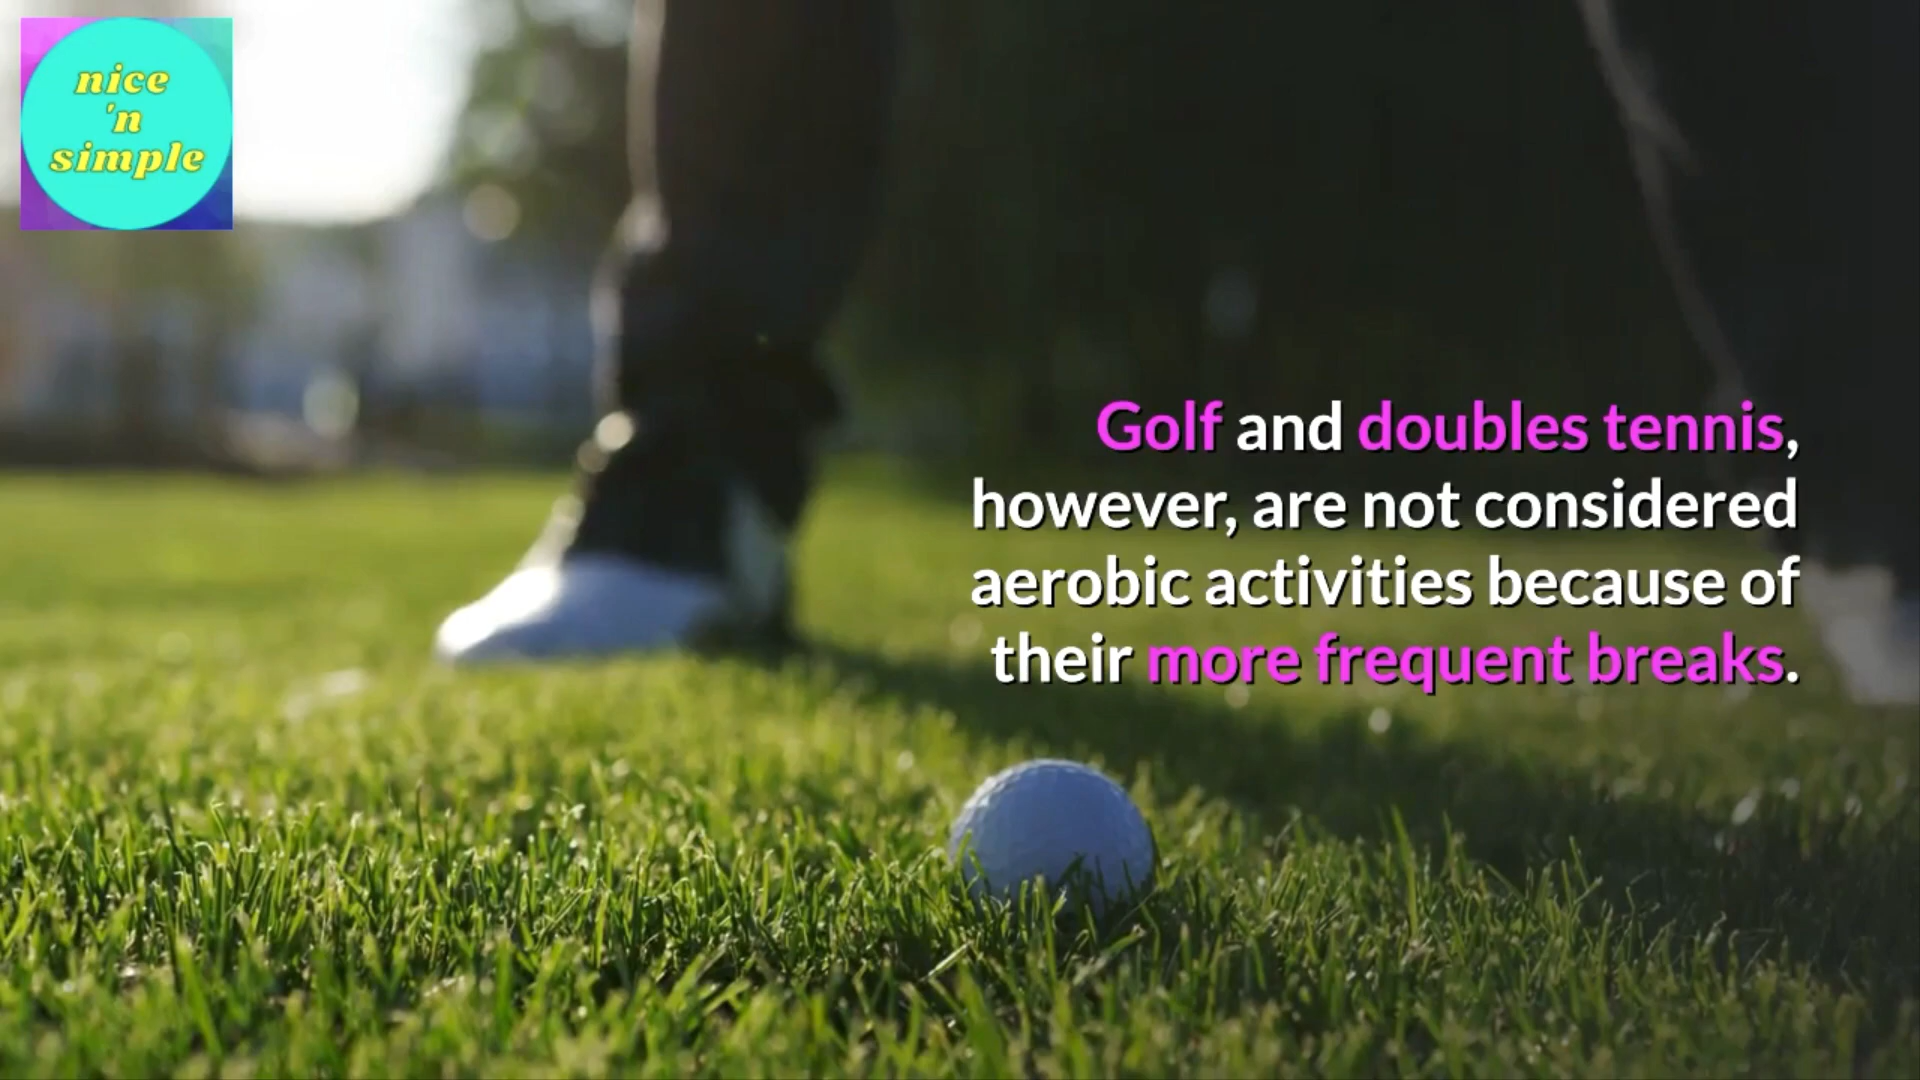 nice
'n
simple
Golf and doubles tennis,
however, are not considered
aerobic activities because of
their more frequent breaks.